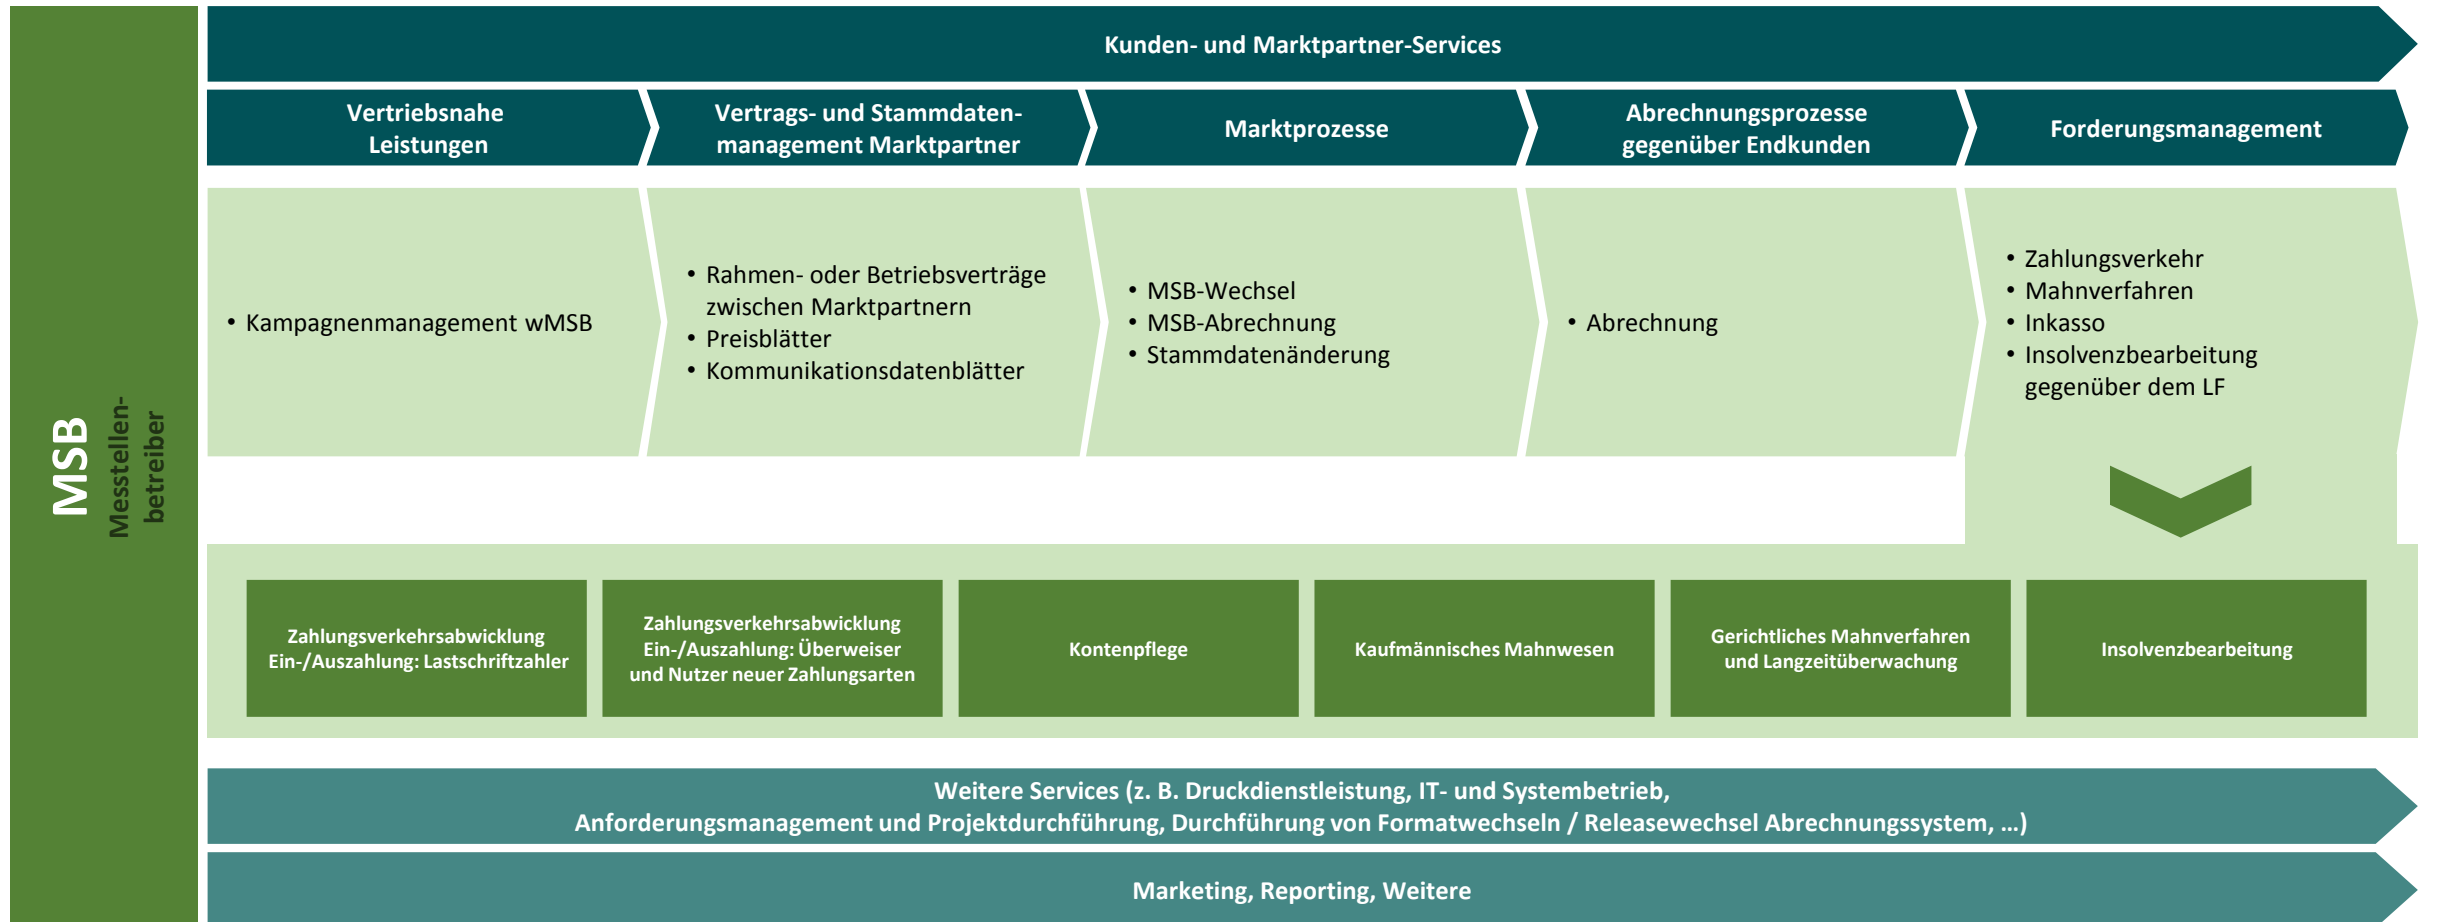 MSB
Messtellen-
betreiber
Kunden- und Marktpartner-Services
Vertriebsnahe
Leistungen
Vertrags- und Stammdaten-
management Marktpartner
Marktprozesse
Abrechnungsprozesse
gegenüber Endkunden
Forderungsmanagement
• Kampagnenmanagement wMSB
• Rahmen- oder Betriebsverträge
zwischen Marktpartnern
• Preisblätter
• Kommunikationsdatenblätter
• MSB-Wechsel
• MSB-Abrechnung
• Stammdatenänderung
• Abrechnung
• Zahlungsverkehr
• Mahnverfahren
• Inkasso
• Insolvenzbearbeitung
gegenüber dem LF
Zahlungsverkehrsabwicklung
Ein-/Auszahlung: Lastschriftzahler
Zahlungsverkehrsabwicklung
Ein-/Auszahlung: Überweiser
und Nutzer neuer Zahlungsarten
Kontenpflege
Kaufmännisches Mahnwesen
Gerichtliches Mahnverfahren
und Langzeitüberwachung
Insolvenzbearbeitung
Weitere Services (z. B. Druckdienstleistung, IT- und Systembetrieb,
Anforderungsmanagement und Projektdurchführung, Durchführung von Formatwechseln / Releasewechsel Abrechnungssystem, ...)
Marketing, Reporting, Weitere